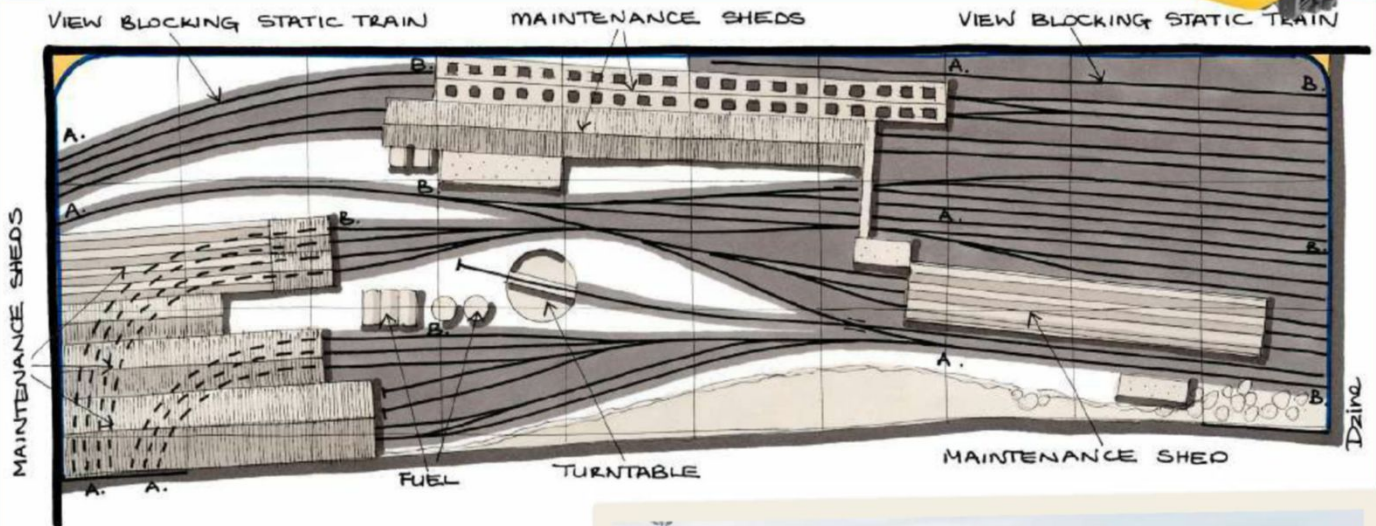 VIEW BLOCKING STATIC TRAIN
MAINTENANCE SHEDS
VIEW BLOCKING STATIC TRAIN
B.
A.
B.
A.
B.
A.
B.
A.
B.
MAINTENANCE SHEDS
B.
A.
B.
Dzine
A.
A.
FUEL
TURNTABLE
MAINTENANCE SHED